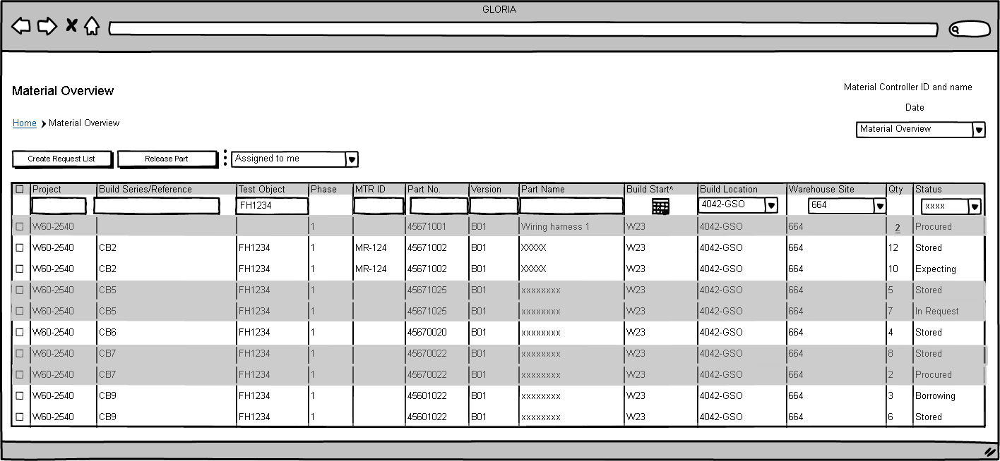 GLORIA
Material Overview
Material Controller ID and name
Date
Home Material Overview
Material Overview
Create Request List Release Part Assigned to me
Project Build Series/Reference Test Object Phase MTR ID Part No. Version Part Name Build Start^ Build Location Warehouse Site Qty Status
FH1234 4042-GSO 664 xxxx
W60-2540 1 45671001 B01 Wiring harness 1 W23 4042-GSO 664 2 Procured
W60-2540 CB2 FH1234 1 MR-124 45671002 B01 XXXXX W23 4042-GSO 664 12 Stored
W60-2540 CB2 FH1234 1 MR-124 45671002 B01 XXXXX W23 4042-GSO 664 10 Expecting
W60-2540 CB5 FH1234 1 45671025 B01 xxxxxxxx W23 4042-GSO 664 5 Stored
W60-2540 CB5 FH1234 1 45671025 B01 xxxxxxxx W23 4042-GSO 664 7 In Request
W60-2540 CB6 FH1234 1 45670020 B01 xxxxxxxx W23 4042-GSO 664 4 Stored
W60-2540 CB7 FH1234 1 45670022 B01 xxxxxxxx W23 4042-GSO 664 8 Stored
W60-2540 CB7 FH1234 1 45670022 B01 xxxxxxxx W23 4042-GSO 664 2 Procured
W60-2540 CB9 FH1234 1 45601022 B01 xxxxxxxx W23 4042-GSO 664 3 Borrowing
W60-2540 CB9 FH1234 1 45601022 B01 xxxxxxxx W23 4042-GSO 664 6 Stored